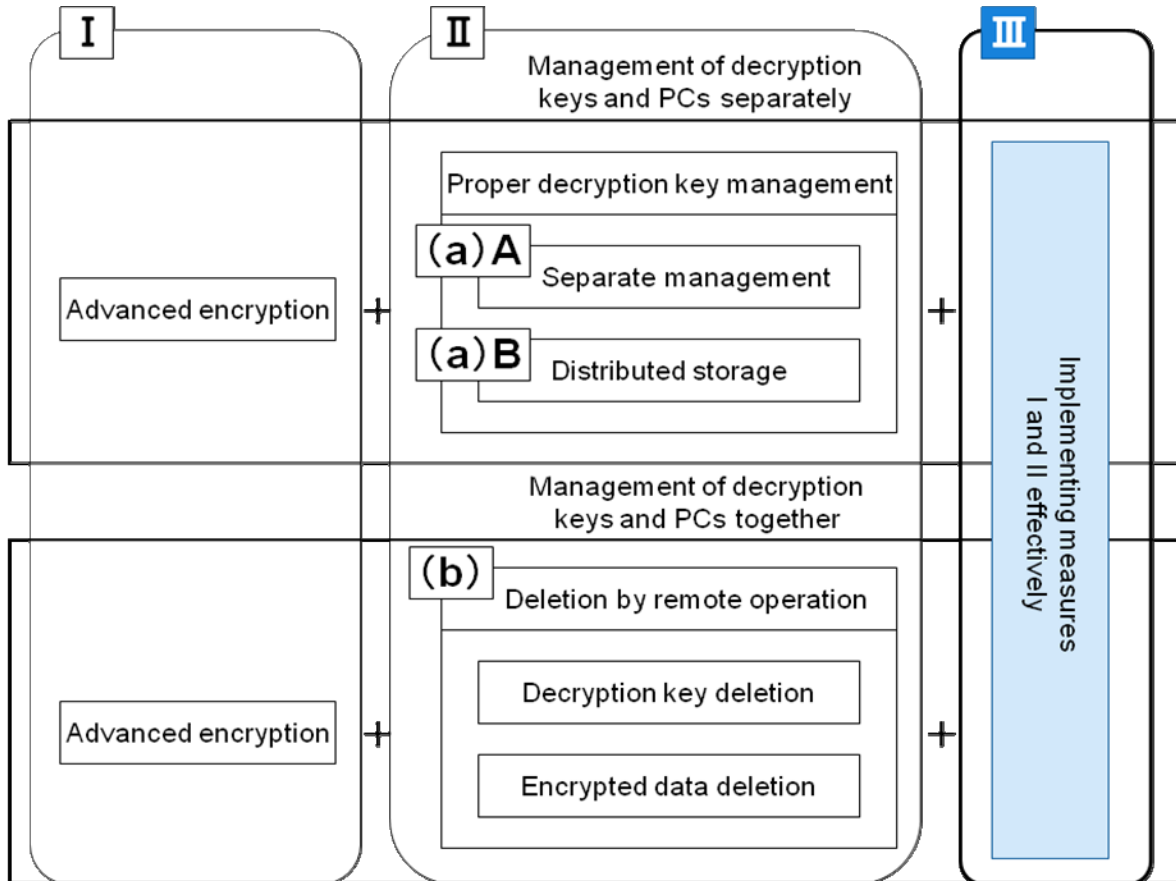 I
II
III
Management of decryption
keys and PCs separately
Proper decryption key management
(a)A
Separate management
Advanced encryption
+
+
(a)B
Distributed storage
Implementing measures
I and II effectively
Management of decryption
keys and PCs together
(b)
Deletion by remote operation
Decryption key deletion
Advanced encryption
+
+
Encrypted data deletion